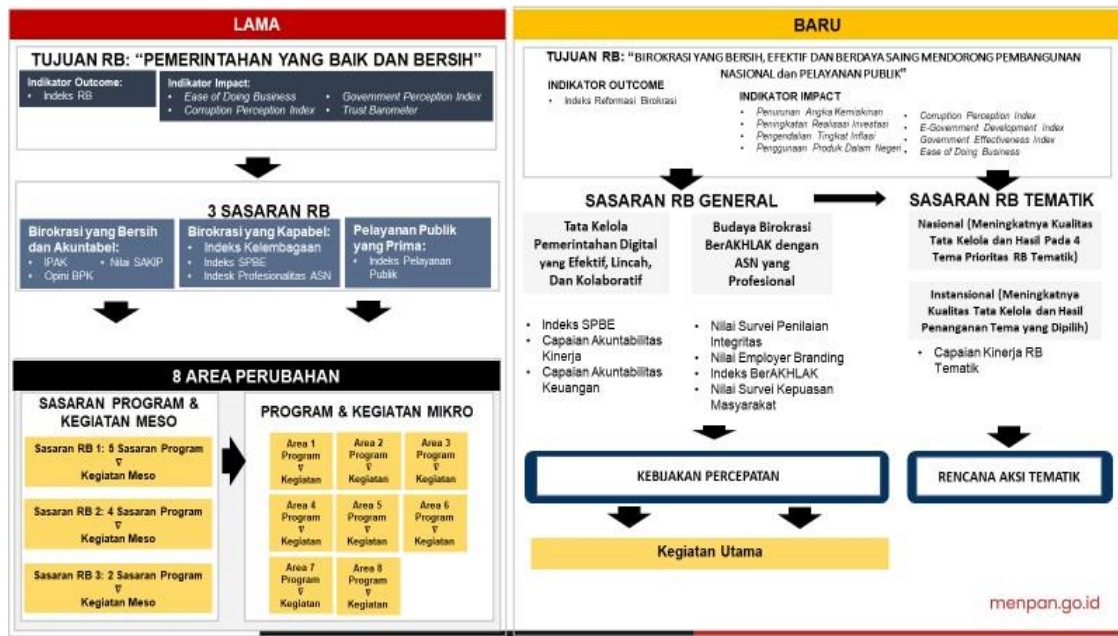 LAMA
TUJUAN RB: “PEMERINTAHAN YANG BAIK DAN BERSIH”
Indikator Outcome:
• Indeks RB
Indikator Impact:
• Ease of Doing Business
• Corruption Perception Index
• Government Perception Index
• Trust Barometer
3 SASARAN RB
Birokrasi yang Bersih
dan Akuntabel:
• IPAK
• Nilai SAKIP
• Opini BPK
Birokrasi yang Kapabel:
• Indeks Kelembagaan
• Indeks SPBE
• Indesk Profesionalitas ASN
Pelayanan Publik
yang Prima:
• Indeks Pelayanan
Publik
8 AREA PERUBAHAN
SASARAN PROGRAM &
KEGIATAN MESO
Sasaran RB 1: 5 Sasaran Program
∇
Kegiatan Meso
Sasaran RB 2: 4 Sasaran Program
∇
Kegiatan Meso
Sasaran RB 3: 2 Sasaran Program
∇
Kegiatan Meso
PROGRAM & KEGIATAN MIKRO
Area 1
Program
∇
Kegiatan
Area 2
Program
∇
Kegiatan
Area 3
Program
∇
Kegiatan
Area 4
Program
∇
Kegiatan
Area 5
Program
∇
Kegiatan
Area 6
Program
∇
Kegiatan
Area 7
Program
∇
Kegiatan
Area 8
Program
∇
Kegiatan
BARU
TUJUAN RB: “BIROKRASI YANG BERSIH, EFEKTIF DAN BERDAYA SAING MENDORONG PEMBANGUNAN
NASIONAL dan PELAYANAN PUBLIK”
INDIKATOR OUTCOME
• Indeks Reformasi Birokrasi
INDIKATOR IMPACT
• Penurunan Angka Kemiskinan
• Peningkatan Realisasi Investasi
• Pengendalian Tingkat Inflasi
• Penggunaan Produk Dalam Negeri
• Corruption Perception Index
• E-Government Development Index
• Government Effectiveness Index
• Ease of Doing Business
SASARAN RB GENERAL
Tata Kelola
Pemerintahan Digital
yang Efektif, Lincah,
Dan Kolaboratif
• Indeks SPBE
• Capaian Akuntabilitas
Kinerja
• Capaian Akuntabilitas
Keuangan
Budaya Birokrasi
BerAKHLAK dengan
ASN yang
Profesional
• Nilai Survei Penilaian
Integritas
• Nilai Employer Branding
• Indeks BerAKHLAK
• Nilai Survei Kepuasan
Masyarakat
SASARAN RB TEMATIK
Nasional (Meningkatnya Kualitas
Tata Kelola dan Hasil Pada 4
Tema Prioritas RB Tematik)
Instansional (Meningkatnya
Kualitas Tata Kelola dan Hasil
Penanganan Tema yang Dipilih)
• Capaian Kinerja RB
Tematik
KEBIJAKAN PERCEPATAN
RENCANA AKSI TEMATIK
Kegiatan Utama
menpan.go.id